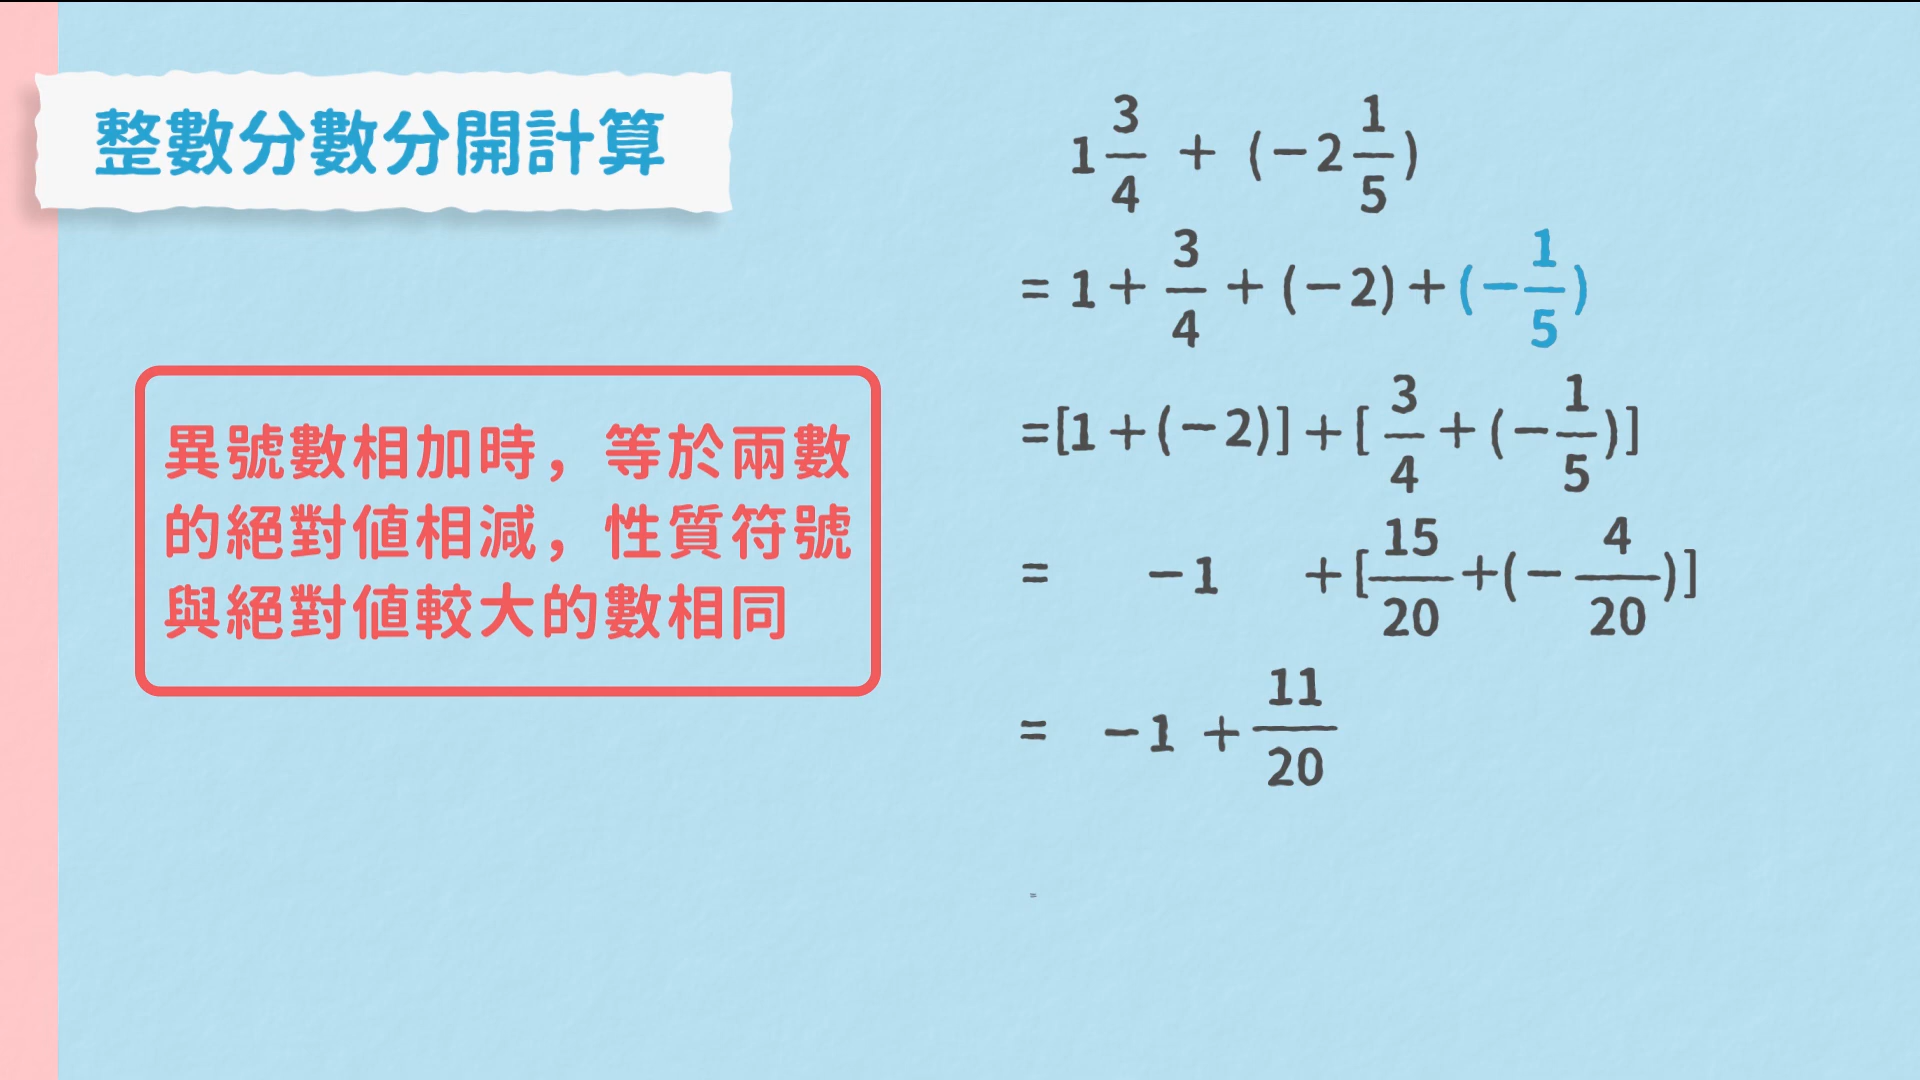 整數分數分開計算
異號數相加時，等於兩數
的絕對值相減，性質符號
與絕對值較大的數相同
1 3/4 + (-2 1/5)
= 1 + 3/4 + (-2) + (-1/5)
=[1+(-2)]+[3/4+(-1/5)]
= -1 +[15/20+(-4/20)]
= -1 + 11/20
=